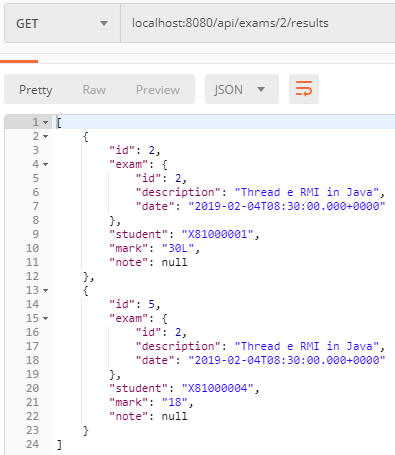 GET localhost:8080/api/exams/2/results
Pretty Raw Preview JSON
1 [
2 {
3 "id": 2,
4 "exam": {
5 "id": 2,
6 "description": "Thread e RMI in Java",
7 "date": "2019-02-04T08:30:00.000+0000"
8 },
9 "student": "X81000001",
10 "mark": "30L",
11 "note": null
12 },
13 {
14 "id": 5,
15 "exam": {
16 "id": 2,
17 "description": "Thread e RMI in Java",
18 "date": "2019-02-04T08:30:00.000+0000"
19 },
20 "student": "X81000004",
21 "mark": "18",
22 "note": null
23 }
24 ]